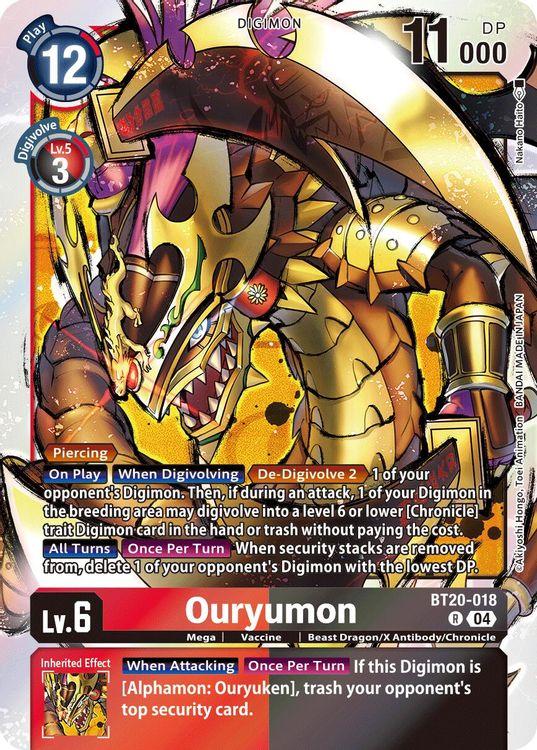 Play
12
DIGIMON
11 000
DP
Digivolve
Lv.5
3
Nakano Haito
©Akiyoshi Hongo, Toei Animation BANDAI MADE IN JAPAN
Piercing
On Play When Digivolving De-Digivolve 2 1 of your
opponent's Digimon. Then, if during an attack, 1 of your Digimon in
the breeding area may digivolve into a level 6 or lower [Chronicle]
trait Digimon card in the hand or trash without paying the cost.
All Turns Once Per Turn When security stacks are removed
from, delete 1 of your opponent's Digimon with the lowest DP.
Lv.6
Ouryumon
BT20-018
R 04
Mega | Vaccine | Beast Dragon/X Antibody/Chronicle
Inherited Effect
When Attacking Once Per Turn If this Digimon is
[Alphamon: Ouryuken], trash your opponent's
top security card.